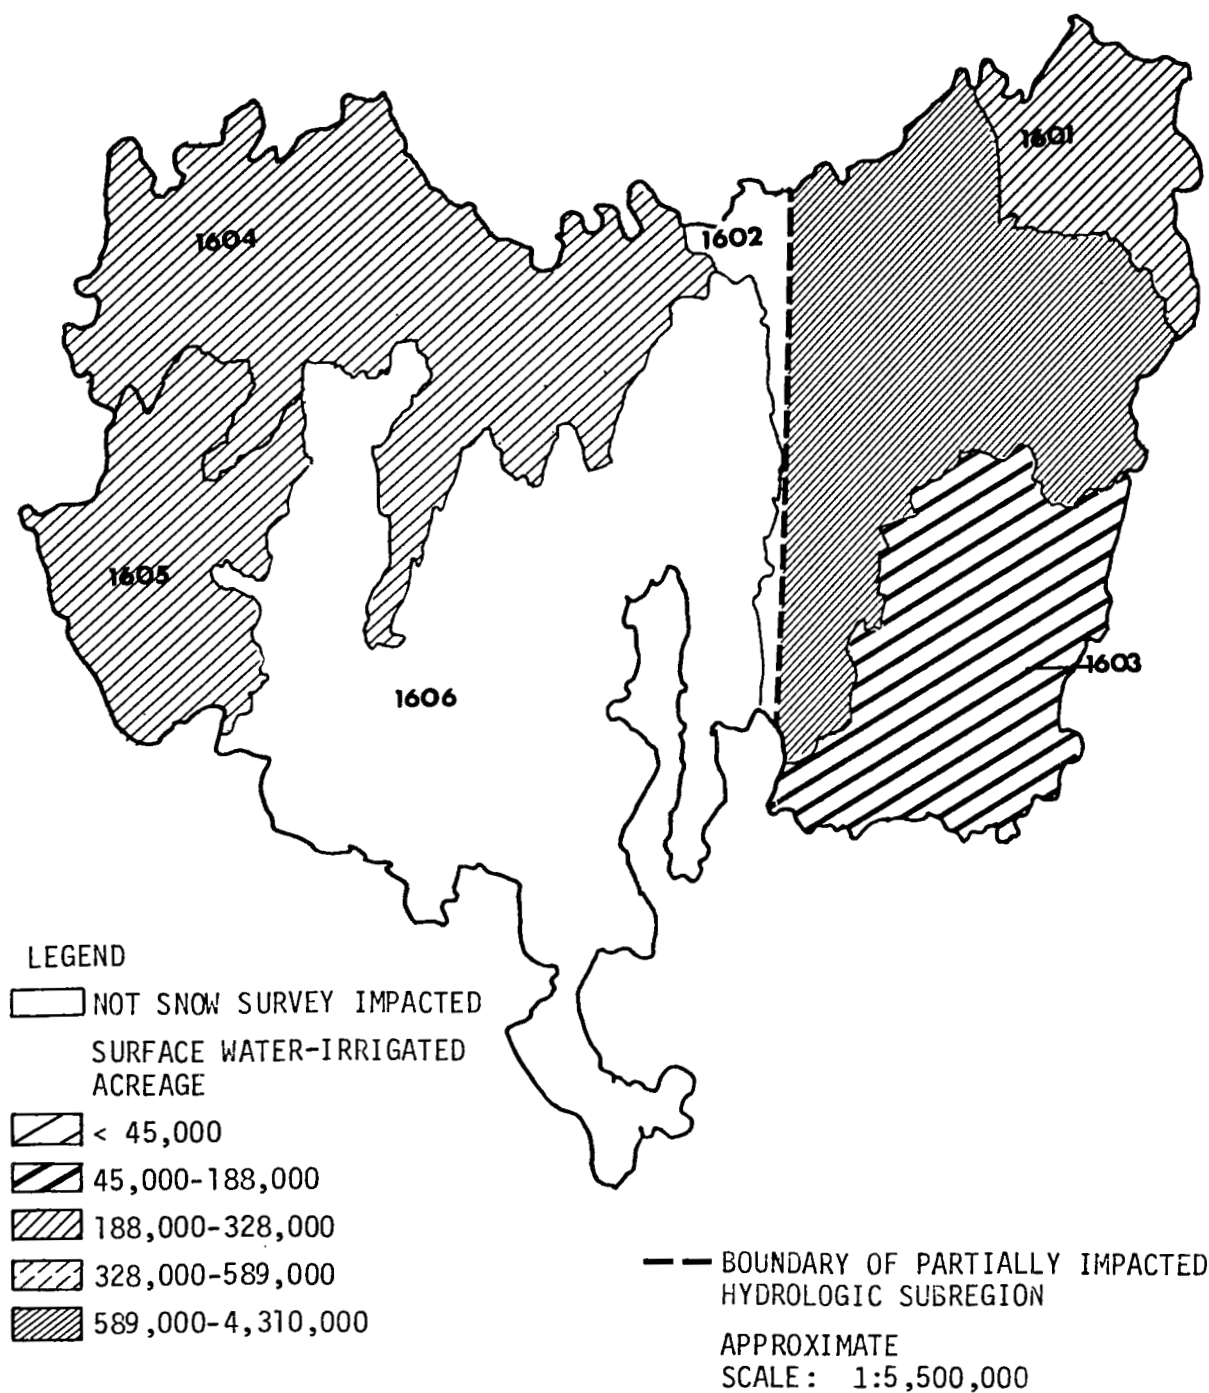 1601
1604
1602
1605
1603
1606
LEGEND
NOT SNOW SURVEY IMPACTED
SURFACE WATER-IRRIGATED
ACREAGE
< 45,000
45,000-188,000
188,000-328,000
328,000-589,000
589,000-4,310,000
BOUNDARY OF PARTIALLY IMPACTED
HYDROLOGIC SUBREGION
APPROXIMATE
SCALE: 1:5,500,000